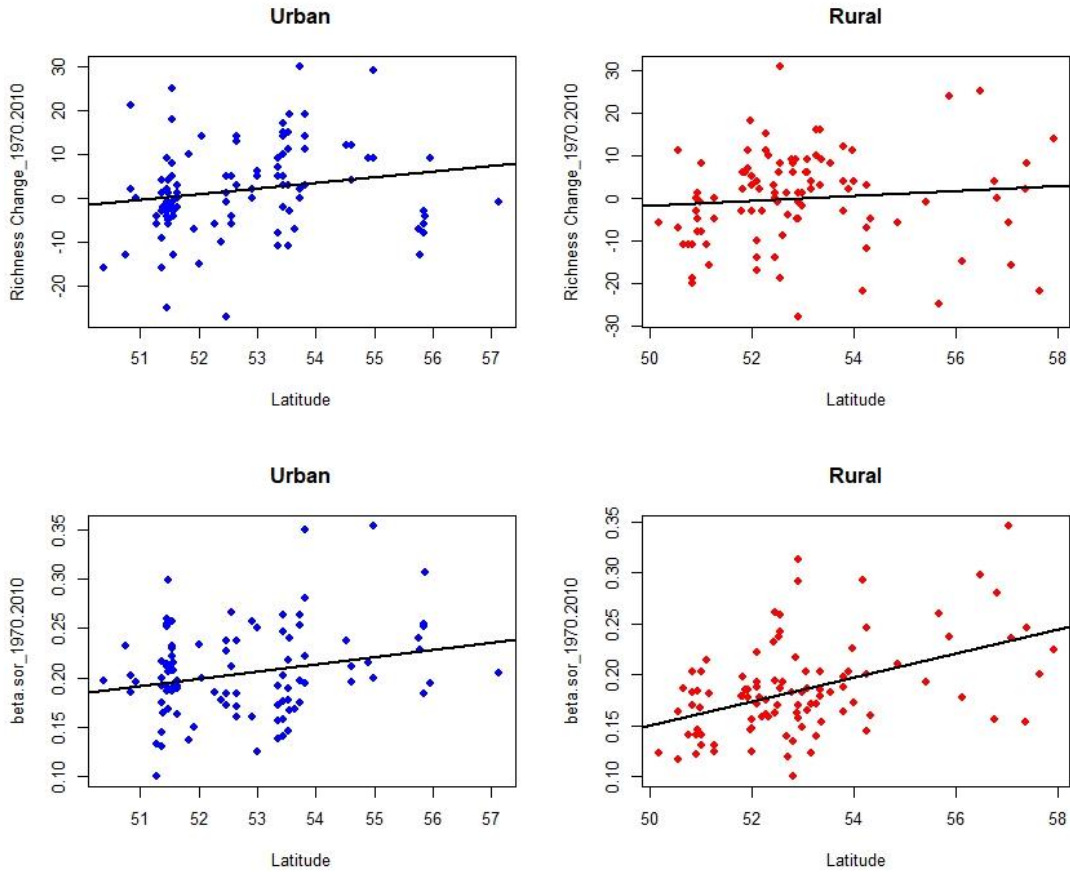 Urban
Richness Change_1970.2010
30
20
10
0
-10
-20
51 52 53 54 55 56 57
Latitude
Rural
Richness Change_1970.2010
30
20
10
0
-10
-20
-30
50 52 54 56 58
Latitude
Urban
beta.sor_1970.2010
0.35
0.30
0.25
0.20
0.15
0.10
51 52 53 54 55 56 57
Latitude
Rural
beta.sor_1970.2010
0.35
0.30
0.25
0.20
0.15
0.10
50 52 54 56 58
Latitude